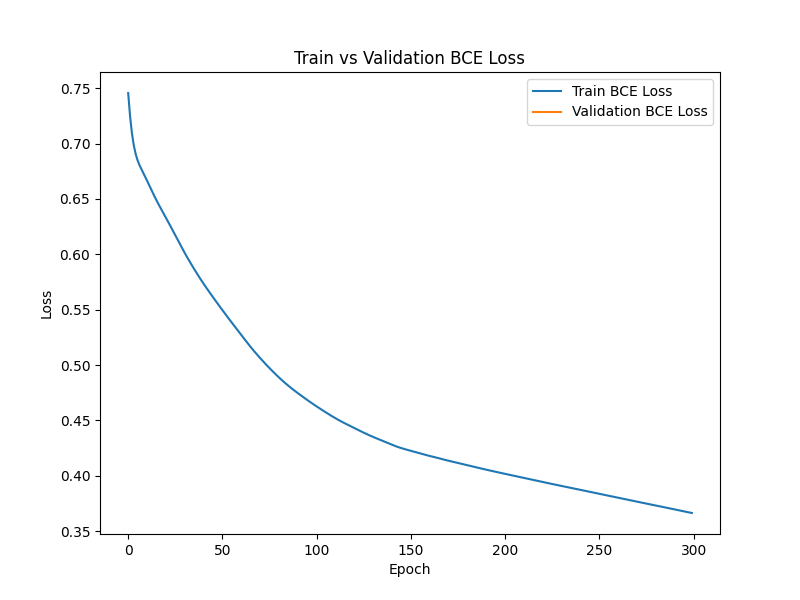 Train vs Validation BCE Loss
Train BCE Loss
Validation BCE Loss
0.75
0.70
0.65
0.60
0.55
0.50
0.45
0.40
0.35
Loss
0 50 100 150 200 250 300
Epoch